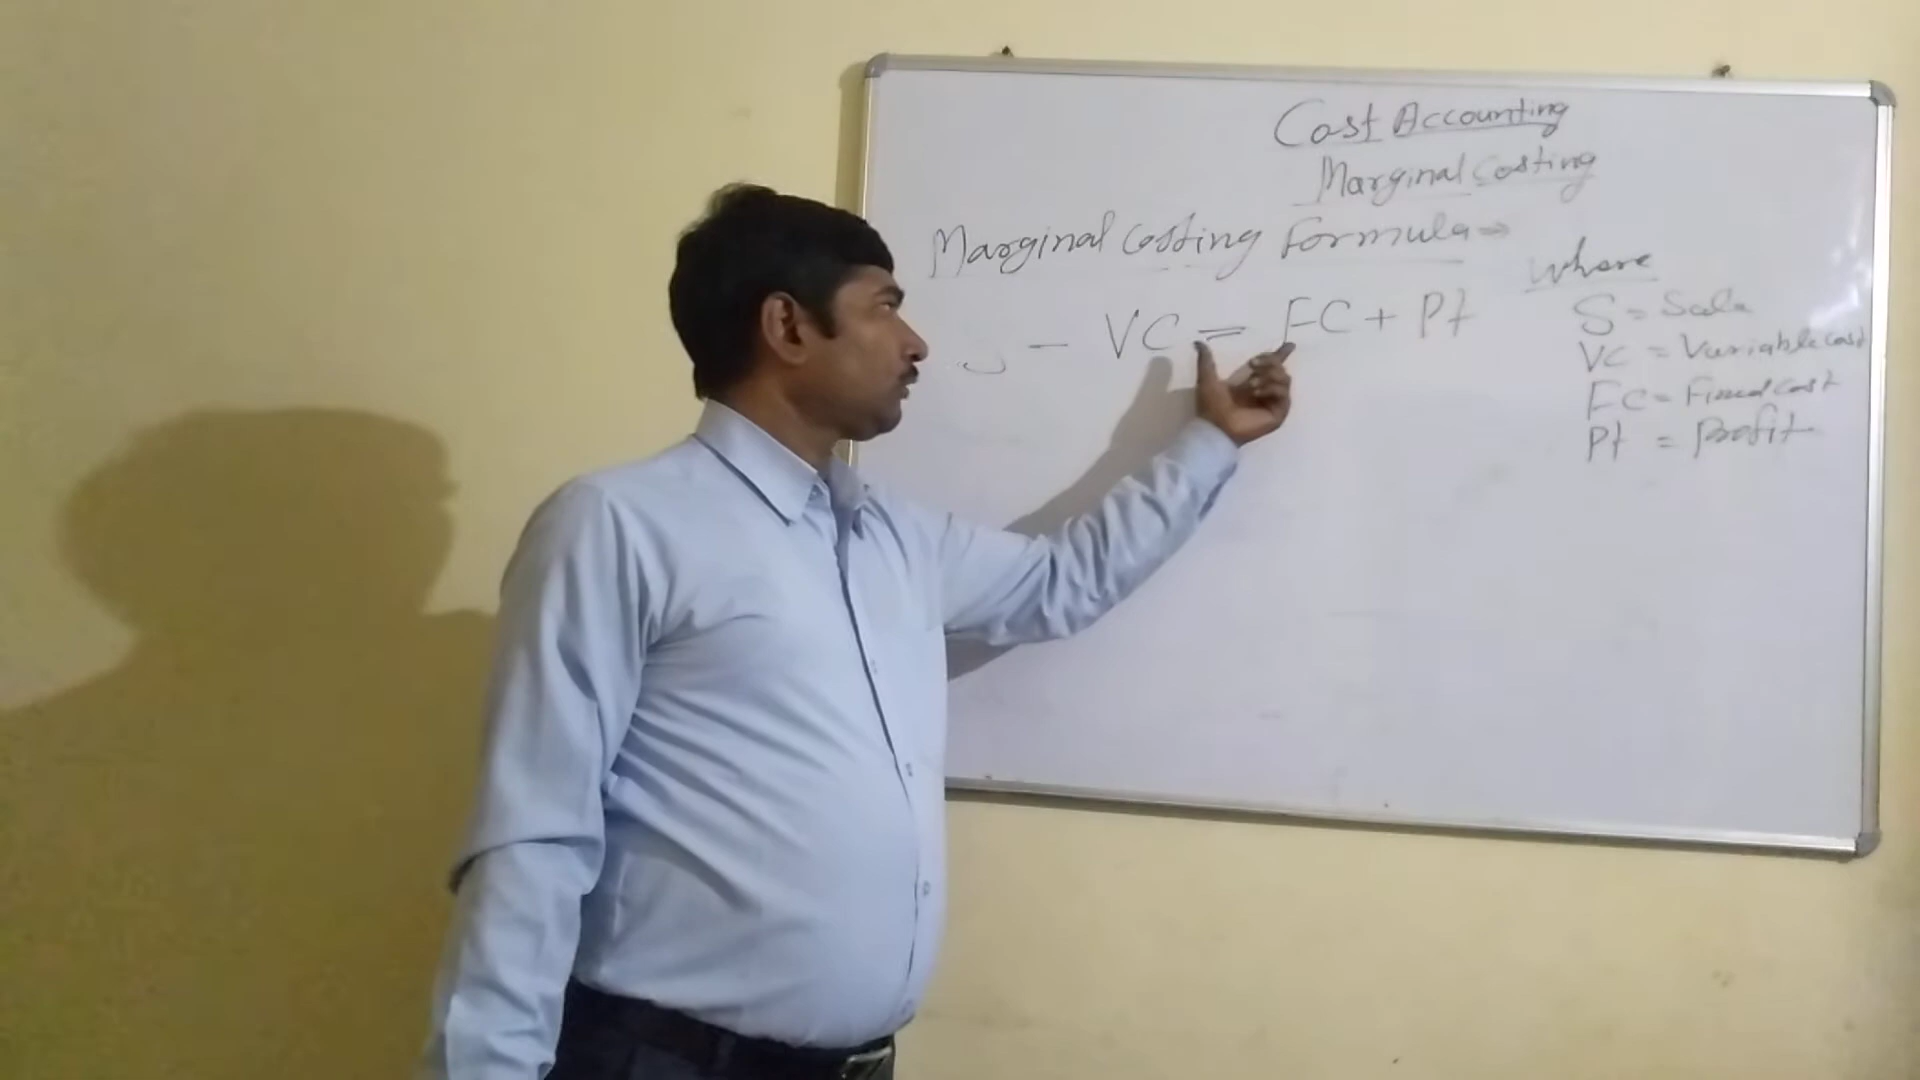 Cost Accounting
Marginal Costing
Marginal Costing Formula⇒
S - VC = FC + Pt
Where
S = Sale
VC = Variable cost
FC = Fixed cost
Pt = Profit